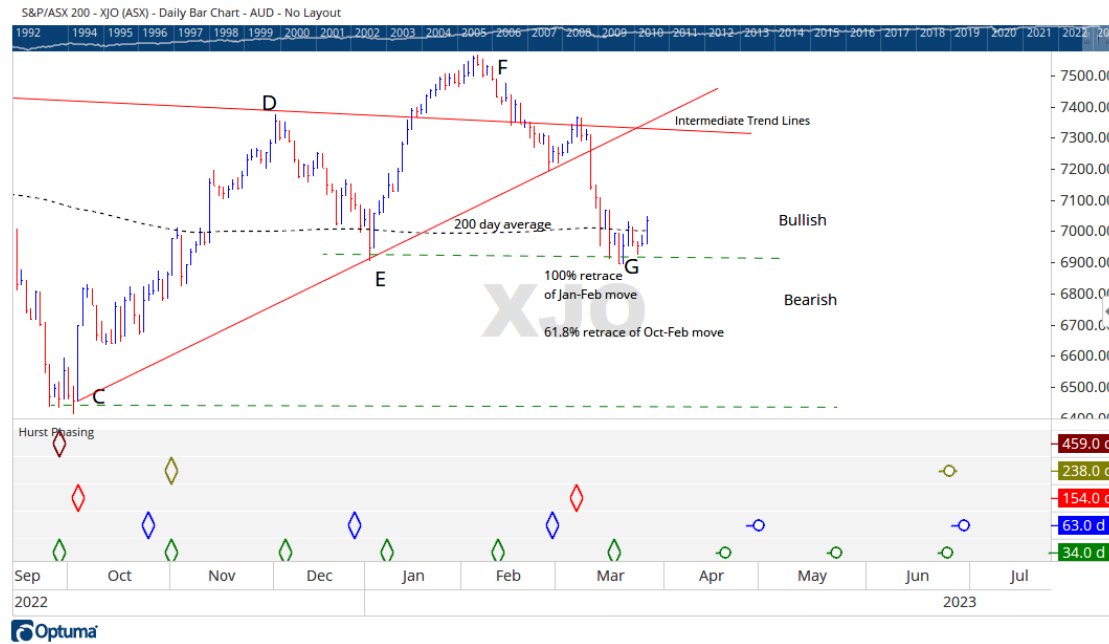 S&P/ASX 200 - XJO (ASX) - Daily Bar Chart - AUD - No Layout
1992 1994 1995 1996 1997 1998 1999 2000 2001 2002 2003 2004 2005 2006 2007 2008 2009 2010 2011 2012 2013 2014 2015 2016 2017 2018 2019 2020 2021 2022
F
7500.00
D
7400.00
Intermediate Trend Lines
7300.00
7200.00
7100.00
200 day average
Bullish
7000.00
E
G
6900.00
100% retrace
of Jan-Feb move
Bearish
6800.00
XJO
61.8% retrace of Oct-Feb move
6700.00
6600.00
C
6500.00
6400.00
Hurst Phasing
459.0 d
238.0 d
154.0 d
63.0 d
34.0 d
Sep Oct Nov Dec Jan Feb Mar Apr May Jun Jul
2022 2023
Optuma